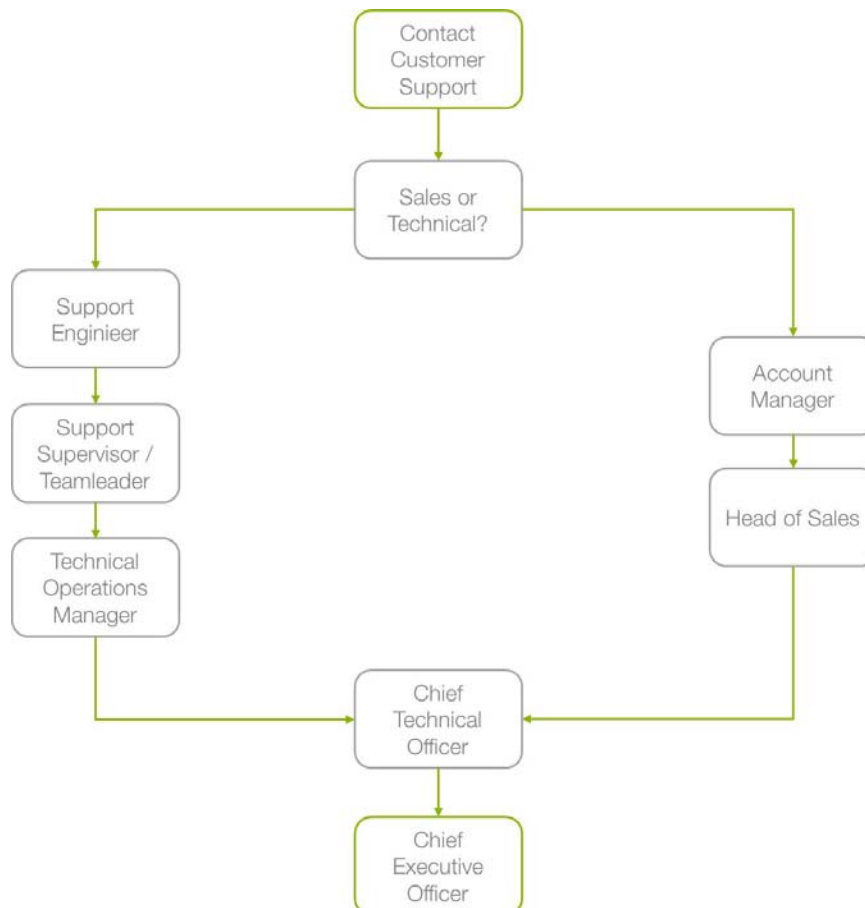 Contact
Customer
Support
Sales or
Technical?
Support
Enginieer
Support
Supervisor /
Teamleader
Technical
Operations
Manager
Account
Manager
Head of Sales
Chief
Technical
Officer
Chief
Executive
Officer